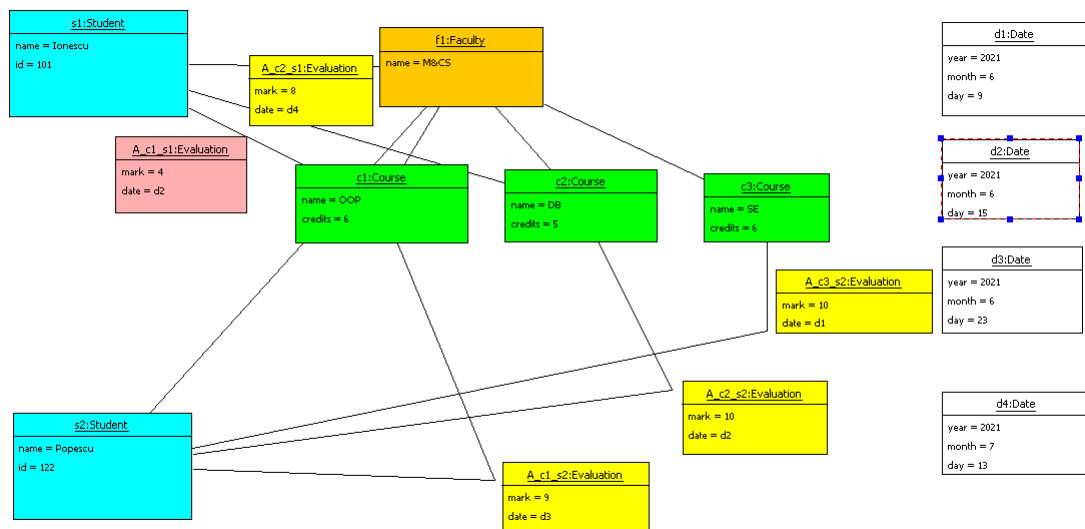 s1:Student
name = Ionescu
id = 101
A_c2_s1:Evaluation
mark = 8
date = d4
f1:Faculty
name = M&CS
d1:Date
year = 2021
month = 6
day = 9
A_c1_s1:Evaluation
mark = 4
date = d2
c1:Course
name = OOP
credits = 6
c2:Course
name = DB
credits = 5
c3:Course
name = SE
credits = 6
d2:Date
year = 2021
month = 6
day = 15
A_c3_s2:Evaluation
mark = 10
date = d1
d3:Date
year = 2021
month = 6
day = 23
s2:Student
name = Popescu
id = 122
A_c2_s2:Evaluation
mark = 10
date = d2
d4:Date
year = 2021
month = 7
day = 13
A_c1_s2:Evaluation
mark = 9
date = d3